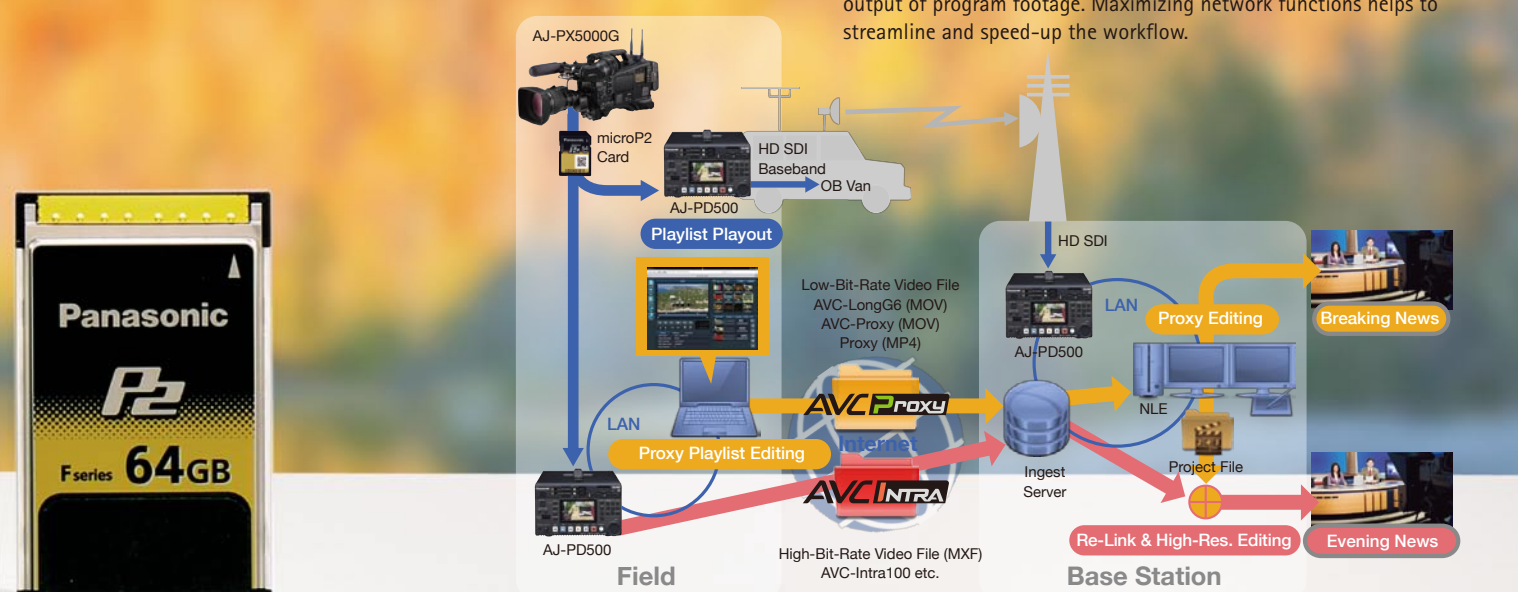 output of program footage. Maximizing network functions helps to
streamline and speed-up the workflow.
AJ-PX5000G
microP2
Card
HD SDI
Baseband
OB Van
AJ-PD500
Playlist Playout
Panasonic
P2
F series 64GB
LAN
Proxy Playlist Editing
AJ-PD500
Field
Low-Bit-Rate Video File
AVC-LongG6 (MOV)
AVC-Proxy (MOV)
Proxy (MP4)
AVC Proxy
Internet
AVC Intra
High-Bit-Rate Video File (MXF)
AVC-Intra100 etc.
HD SDI
AJ-PD500
LAN
Proxy Editing
NLE
Ingest
Server
Project File
Re-Link & High-Res. Editing
Base Station
Breaking News
Evening News